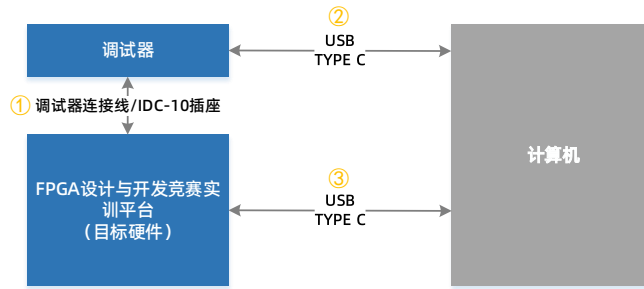 ②
调试器
USB
TYPE C
① 调试器连接线/IDC-10插座
计算机
FPGA设计与开发竞赛实
训平台
（目标硬件）
③
USB
TYPE C